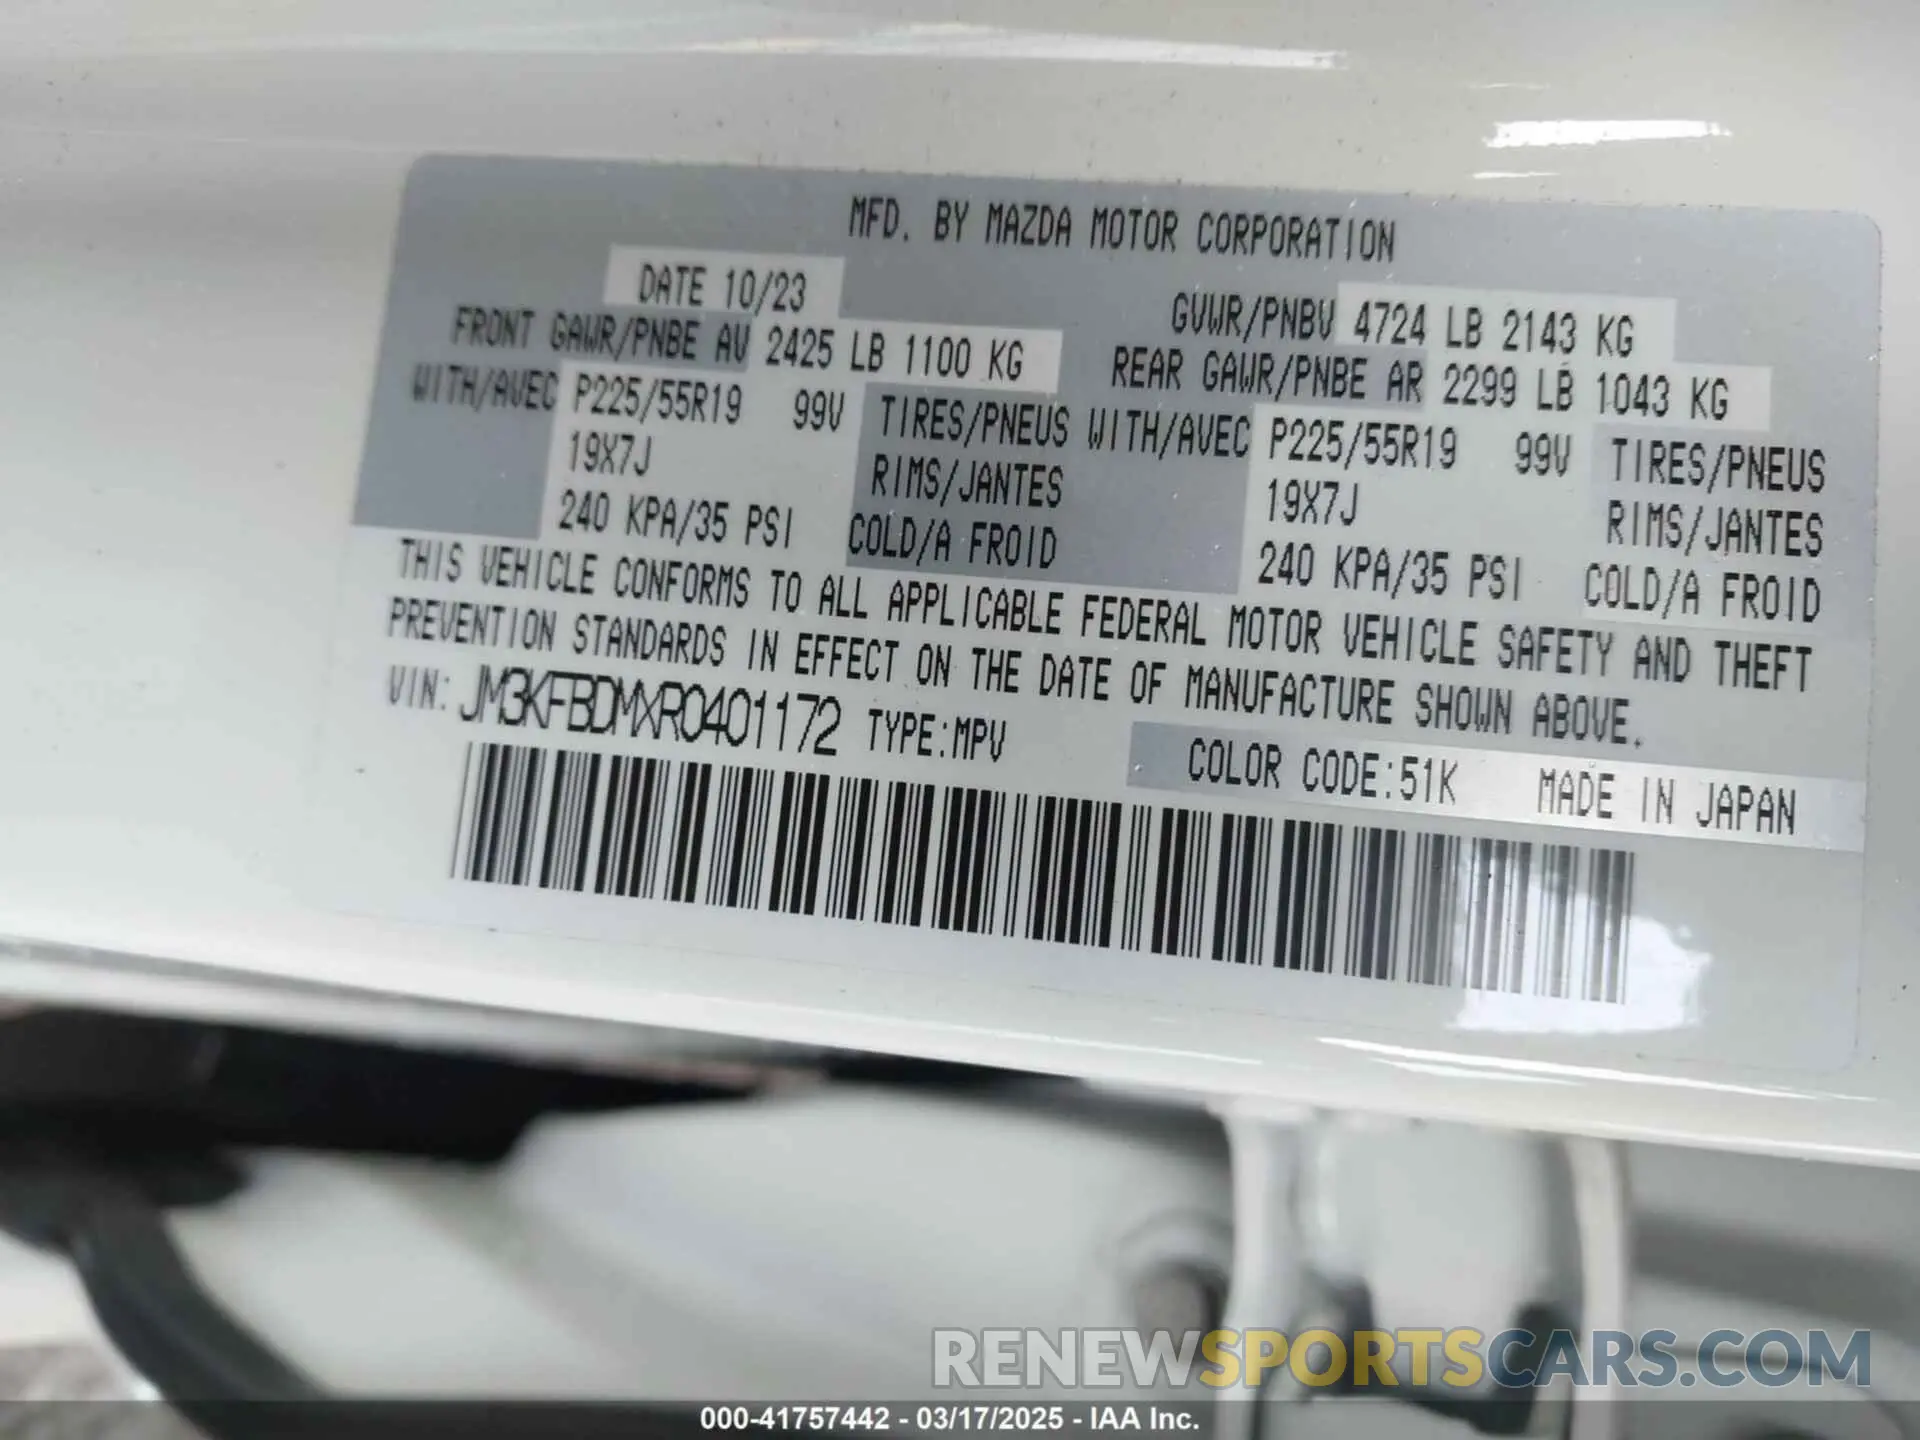 MFD. BY MAZDA MOTOR CORPORATION
DATE 10/23 GVWR/PNBV 4724 LB 2143 KG
FRONT GAWR/PNBE AV 2425 LB 1100 KG REAR GAWR/PNBE AR 2299 LB 1043 KG
WITH/AVEC P225/55R19 99V TIRES/PNEUS WITH/AVEC P225/55R19 99V TIRES/PNEUS
19X7J RIMS/JANTES 19X7J RIMS/JANTES
240 KPA/35 PSI COLD/A FROID 240 KPA/35 PSI COLD/A FROID
THIS VEHICLE CONFORMS TO ALL APPLICABLE FEDERAL MOTOR VEHICLE SAFETY AND THEFT
PREVENTION STANDARDS IN EFFECT ON THE DATE OF MANUFACTURE SHOWN ABOVE.
VIN: JM3KFBDMXR0401172 TYPE:MPV COLOR CODE:51K MADE IN JAPAN
RENEWSPORTSCARS.COM
000-41757442 - 03/17/2025 - IAA Inc.